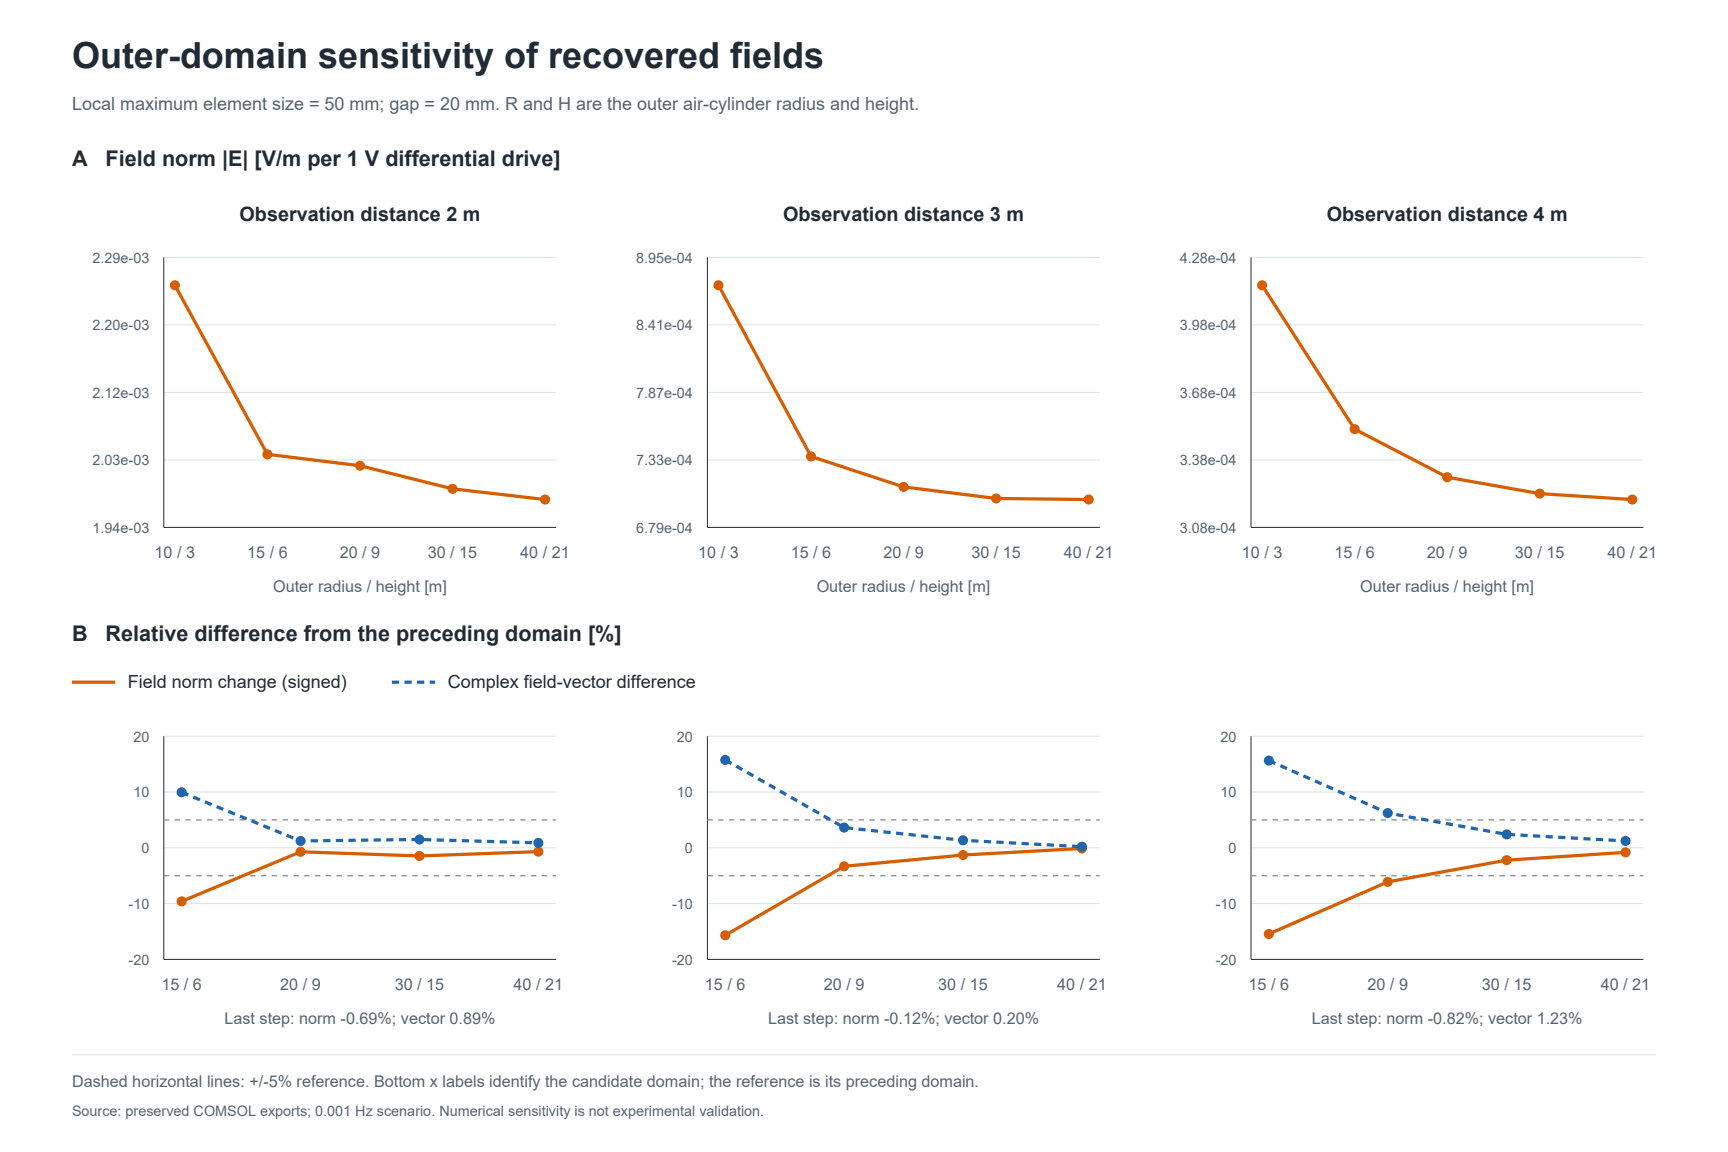 Outer-domain sensitivity of recovered fields
Local maximum element size = 50 mm; gap = 20 mm. R and H are the outer air-cylinder radius and height.
A Field norm |E| [V/m per 1 V differential drive]
Observation distance 2 m
2.29e-03
2.20e-03
2.12e-03
2.03e-03
1.94e-03
10 / 3 15 / 6 20 / 9 30 / 15 40 / 21
Outer radius / height [m]
Observation distance 3 m
8.95e-04
8.41e-04
7.87e-04
7.33e-04
6.79e-04
10 / 3 15 / 6 20 / 9 30 / 15 40 / 21
Outer radius / height [m]
Observation distance 4 m
4.28e-04
3.98e-04
3.68e-04
3.38e-04
3.08e-04
10 / 3 15 / 6 20 / 9 30 / 15 40 / 21
Outer radius / height [m]
B Relative difference from the preceding domain [%]
Field norm change (signed) Complex field-vector difference
20
10
0
-10
-20
15 / 6 20 / 9 30 / 15 40 / 21
Last step: norm -0.69%; vector 0.89%
20
10
0
-10
-20
15 / 6 20 / 9 30 / 15 40 / 21
Last step: norm -0.12%; vector 0.20%
20
10
0
-10
-20
15 / 6 20 / 9 30 / 15 40 / 21
Last step: norm -0.82%; vector 1.23%
Dashed horizontal lines: +/-5% reference. Bottom x labels identify the candidate domain; the reference is its preceding domain.
Source: preserved COMSOL exports; 0.001 Hz scenario. Numerical sensitivity is not experimental validation.